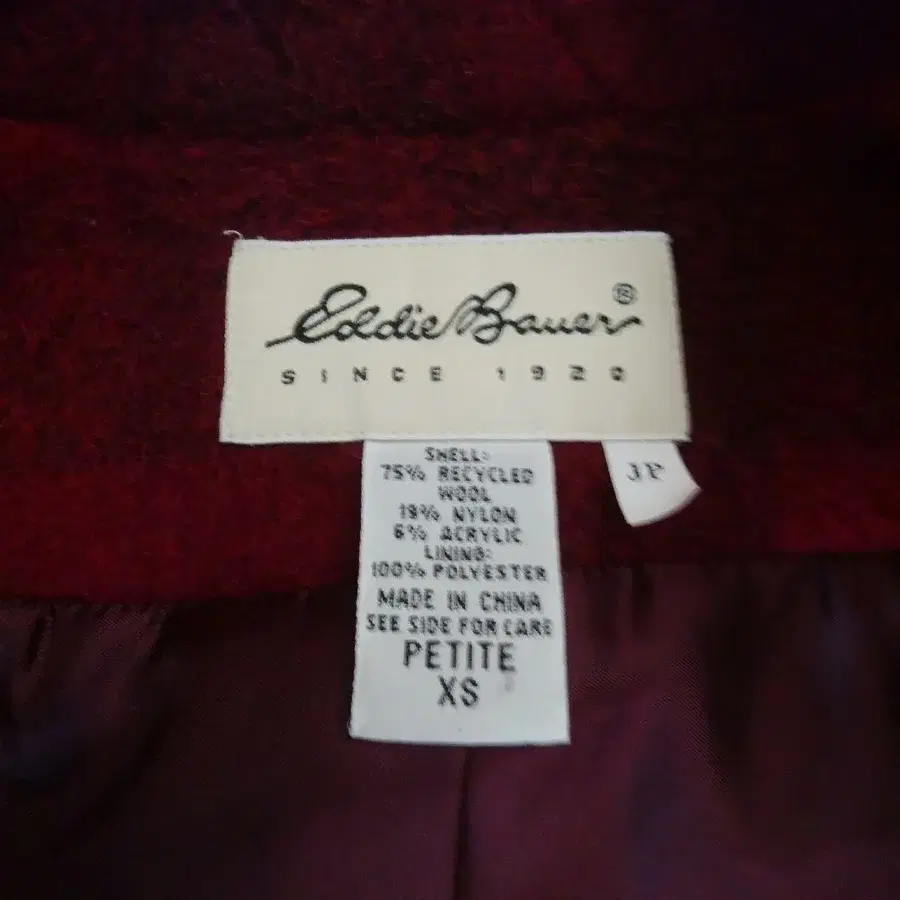 Eddie Bauer®
SINCE 1920
SHELL:
75% RECYCLED
WOOL
19% NYLON
6% ACRYLIC
LINING:
100% POLYESTER
MADE IN CHINA
SEE SIDE FOR CARE
PETITE
XS